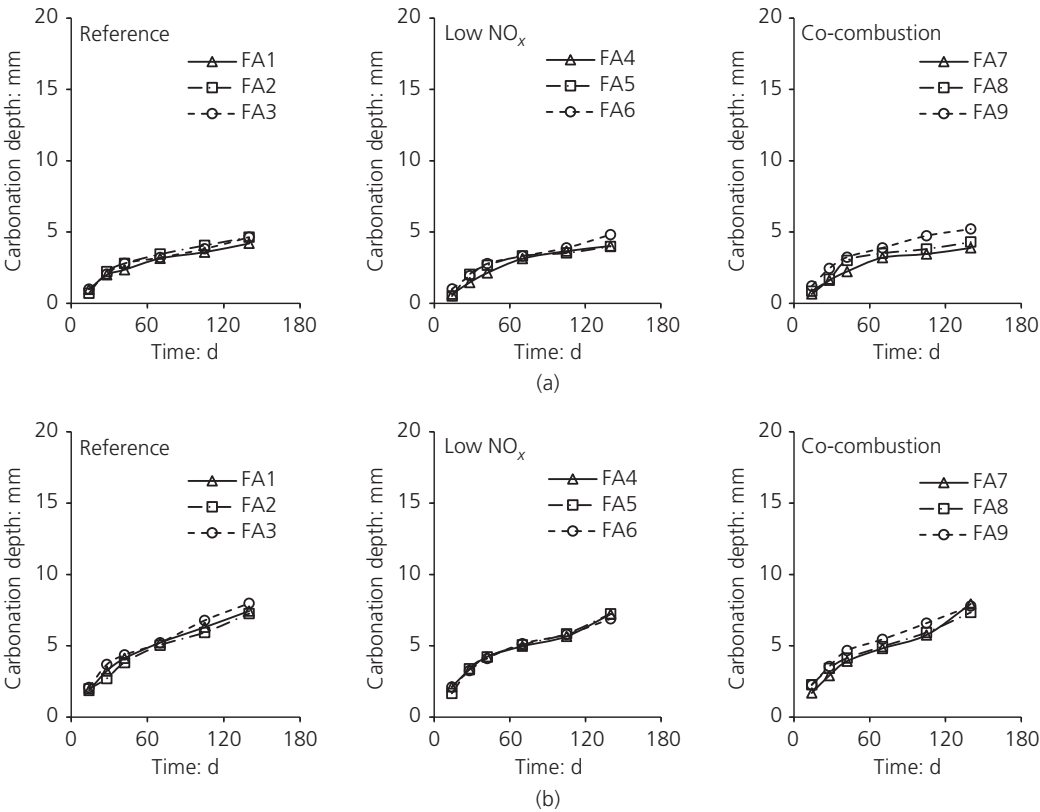 20
15
10
5
0
Carbonation depth: mm
Reference
FA1
FA2
FA3
0 60 120 180
Time: d
20
15
10
5
0
Carbonation depth: mm
Low NOx
FA4
FA5
FA6
0 60 120 180
Time: d
20
15
10
5
0
Carbonation depth: mm
Co-combustion
FA7
FA8
FA9
0 60 120 180
Time: d
(a)
20
15
10
5
0
Carbonation depth: mm
Reference
FA1
FA2
FA3
0 60 120 180
Time: d
20
15
10
5
0
Carbonation depth: mm
Low NOx
FA4
FA5
FA6
0 60 120 180
Time: d
20
15
10
5
0
Carbonation depth: mm
Co-combustion
FA7
FA8
FA9
0 60 120 180
Time: d
(b)